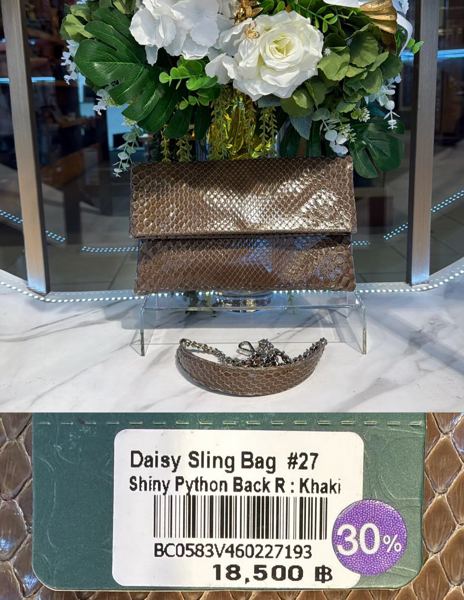 Daisy Sling Bag #27
Shiny Python Back R : Khaki
BC0583V460227193
30%
18,500 ฿